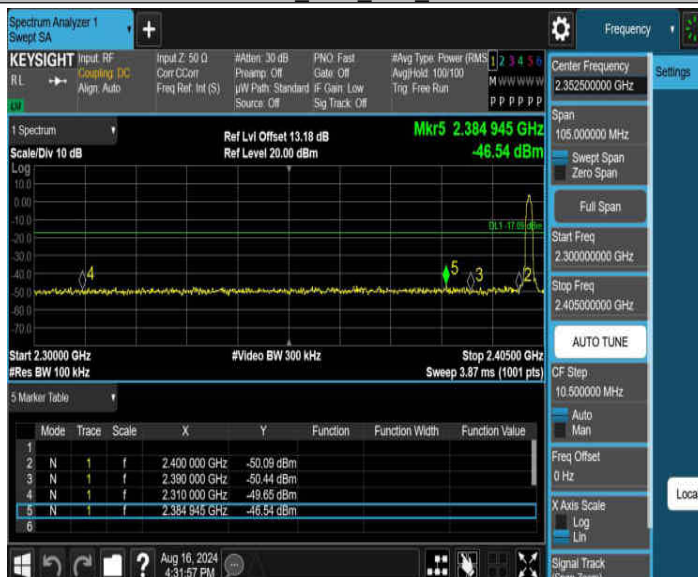 Spectrum Analyzer 1
Swept SA
Frequency
KEYSIGHT
RL
Input: RF
Coupling: DC
Align: Auto
Input Z: 50 Ω
Corr CCorr
Freq Ref: Int (S)
#Atten: 30 dB
Preamp: Off
µW Path: Standard
Source: Off
PNO: Fast
Gate: Off
IF Gain: Low
Sig Track: Off
#Avg Type: Power (RMS
Avg|Hold: 100/100
Trig: Free Run
1 2 3 4 5 6
M W W W W W
P P P P P P
1 Spectrum
Scale/Div 10 dB
Ref Lvl Offset 13.18 dB
Ref Level 20.00 dBm
Mkr5 2.384 945 GHz
-46.54 dBm
Log
10.0
0.00
-10.0
-20.0
-30.0
-40.0
-50.0
-60.0
-70.0
DL1 -17.09 dBm
4
5
3
2
Start 2.30000 GHz
#Res BW 100 kHz
#Video BW 300 kHz
Stop 2.40500 GHz
Sweep 3.87 ms (1001 pts)
5 Marker Table
Mode Trace Scale X Y Function Function Width Function Value
1
2 N 1 f 2.400 000 GHz -50.09 dBm
3 N 1 f 2.390 000 GHz -50.44 dBm
4 N 1 f 2.310 000 GHz -49.65 dBm
5 N 1 f 2.384 945 GHz -46.54 dBm
6
Aug 16, 2024
4:31:57 PM
Center Frequency
2.352500000 GHz
Settings
Span
105.000000 MHz
Swept Span
Zero Span
Full Span
Start Freq
2.300000000 GHz
Stop Freq
2.405000000 GHz
AUTO TUNE
CF Step
10.500000 MHz
Auto
Man
Freq Offset
0 Hz
Loca
X Axis Scale
Log
Lin
Signal Track
(Span Zoom)